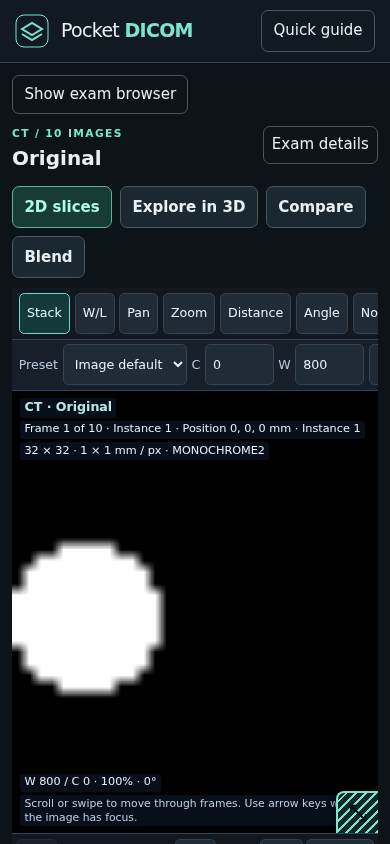 Pocket DICOM
Quick guide
Show exam browser
CT / 10 IMAGES
Original
Exam details
2D slices
Explore in 3D
Compare
Blend
Stack
W/L
Pan
Zoom
Distance
Angle
Preset
Image default
C
0
W
800
CT · Original
Frame 1 of 10 · Instance 1 · Position 0, 0, 0 mm · Instance 1
32 × 32 · 1 × 1 mm / px · MONOCHROME2
W 800 / C 0 · 100% · 0°
Scroll or swipe to move through frames. Use arrow keys
the image has focus.